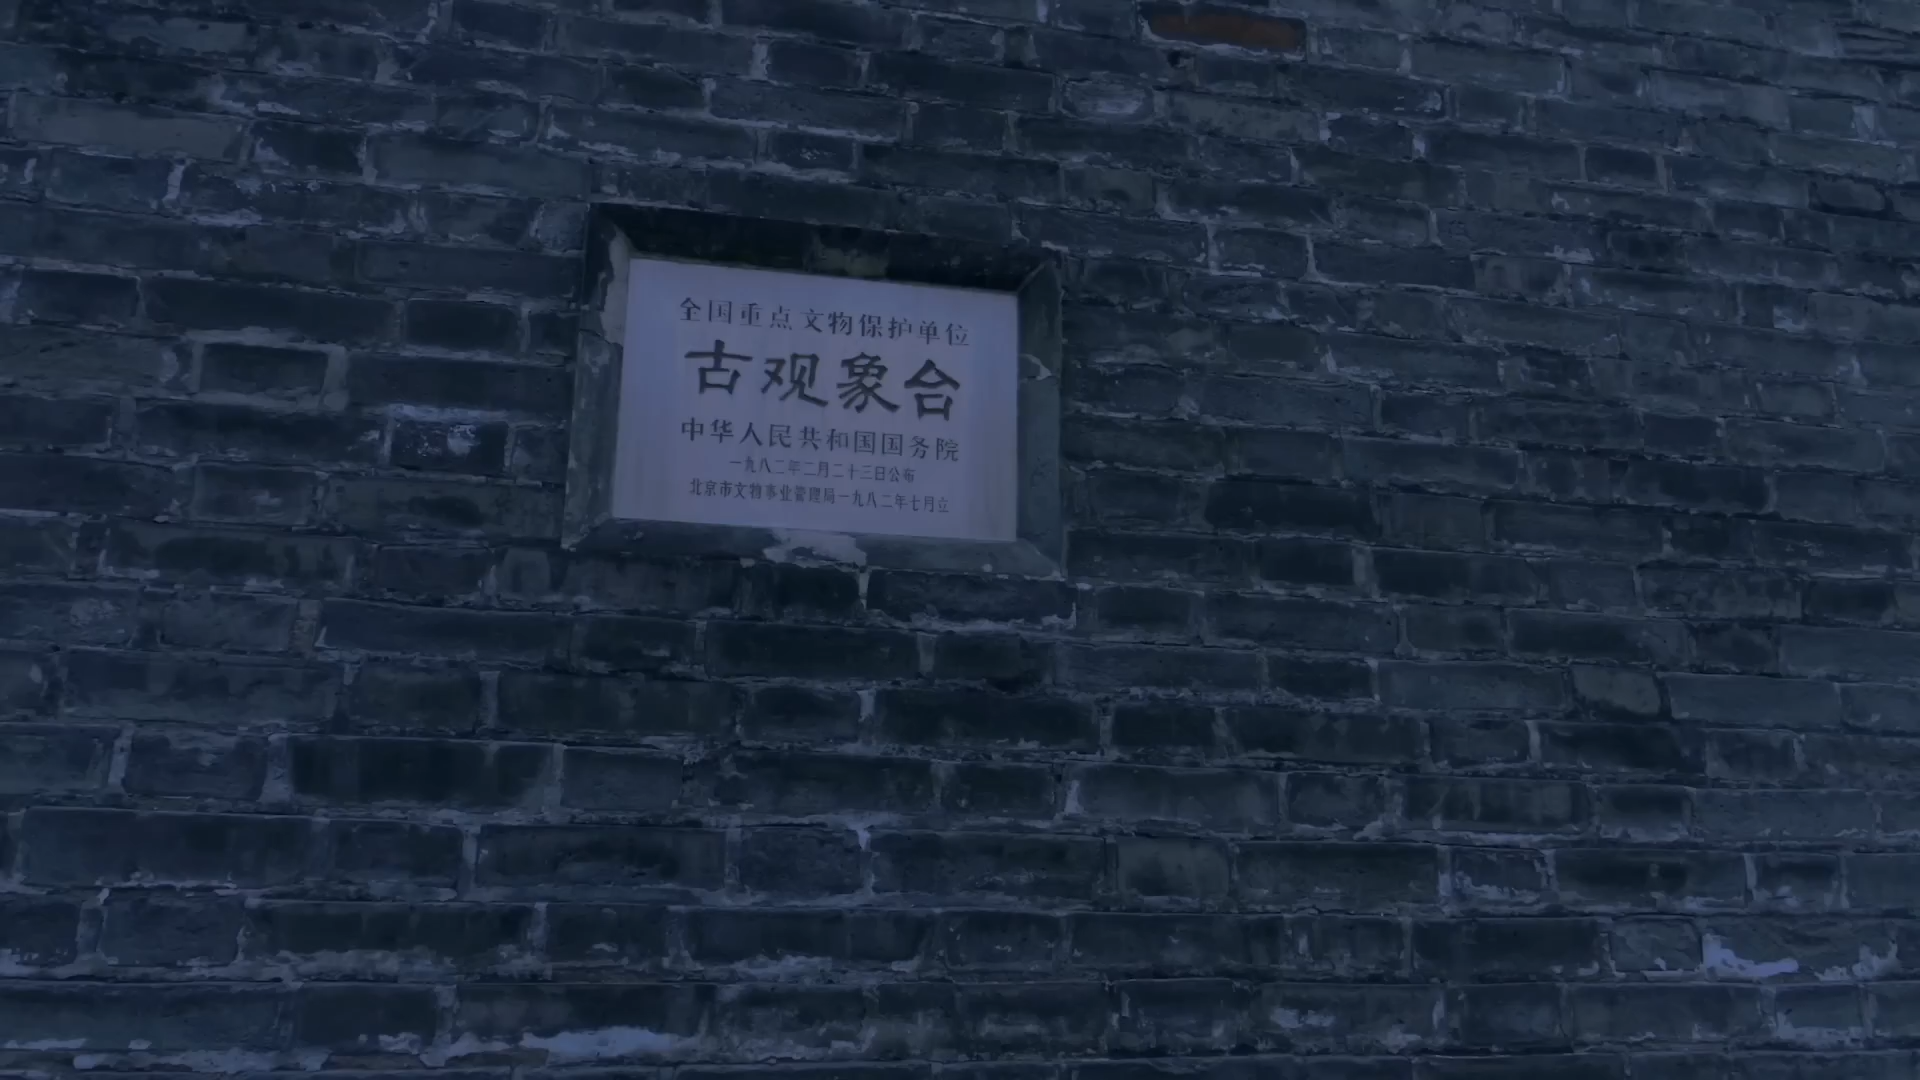 全国重点文物保护单位
古观象台
中华人民共和国国务院
一九八二年二月二十三日公布
北京市文物事业管理局一九八二年七月立